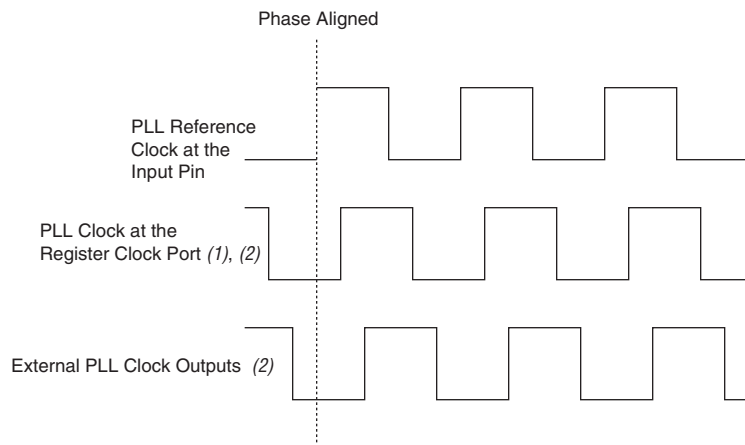 Phase Aligned
PLL Reference
Clock at the
Input Pin
PLL Clock at the
Register Clock Port (1), (2)
External PLL Clock Outputs (2)